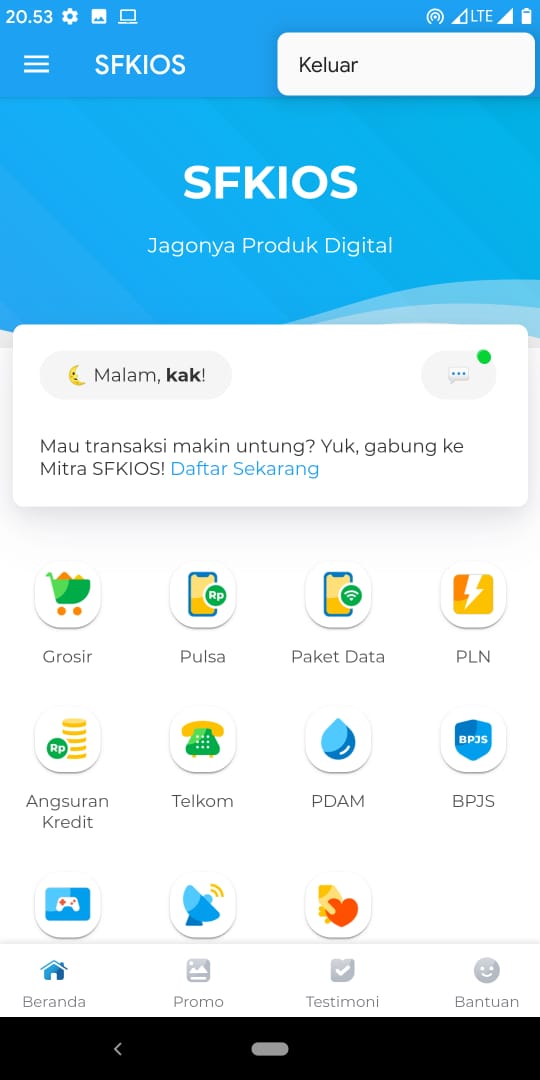 20.53
LTE
SFKIOS
Keluar
SFKIOS
Jagonya Produk Digital
Malam, kak!
Mau transaksi makin untung? Yuk, gabung ke
Mitra SFKIOS! Daftar Sekarang
Rp
Grosir
Pulsa
Paket Data
PLN
Rp
BPJS
Angsuran
Kredit
Telkom
PDAM
BPJS
Beranda
Promo
Testimoni
Bantuan